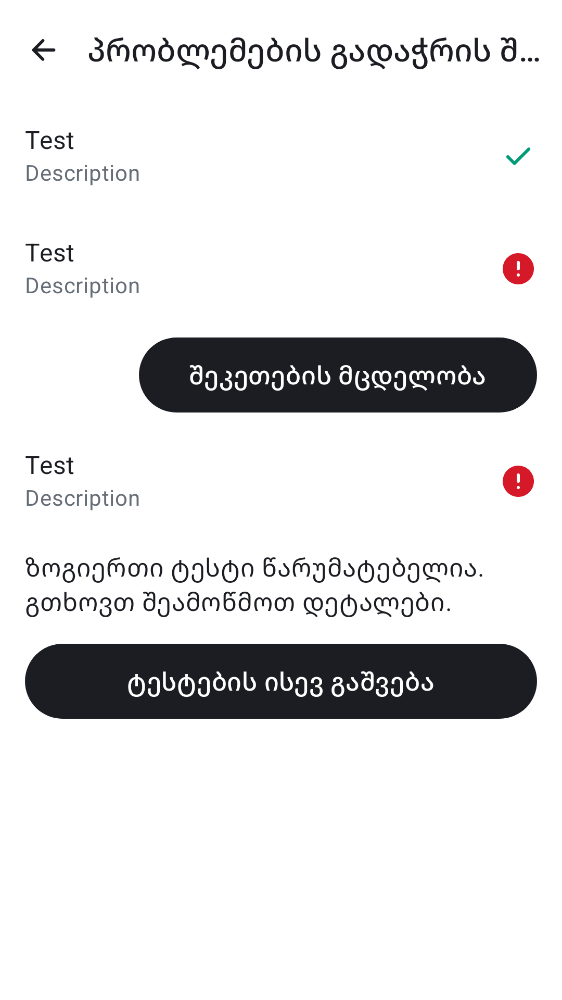 პრობლემების გადაჭრის შ...
Test
Description
Test
Description
შეკეთების მცდელობა
Test
Description
ზოგიერთი ტესტი წარუმატებელია.
გთხოვთ შეამოწმოთ დეტალები.
ტესტების ისევ გაშვება